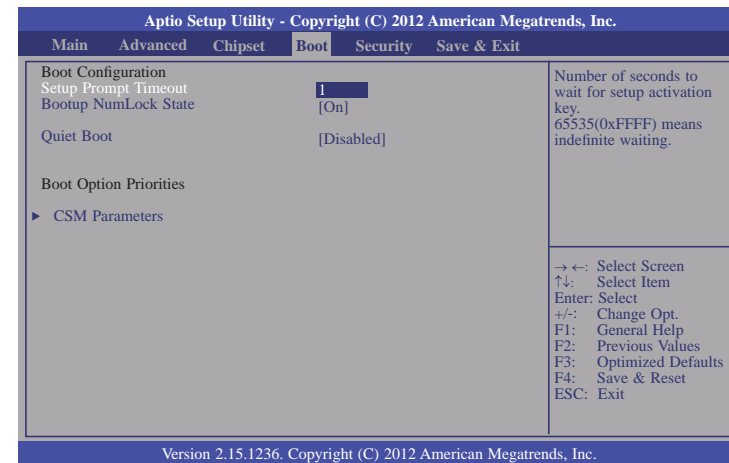 Aptio Setup Utility - Copyright (C) 2012 American Megatrends, Inc.
Main Advanced Chipset Boot Security Save & Exit
Boot Configuration
Setup Prompt Timeout 1
Bootup NumLock State [On]
Quiet Boot [Disabled]
Boot Option Priorities
▶ CSM Parameters
Number of seconds to
wait for setup activation
key.
65535(0xFFFF) means
indefinite waiting.
→ ←: Select Screen
↑↓: Select Item
Enter: Select
+/-: Change Opt.
F1: General Help
F2: Previous Values
F3: Optimized Defaults
F4: Save & Reset
ESC: Exit
Version 2.15.1236. Copyright (C) 2012 American Megatrends, Inc.